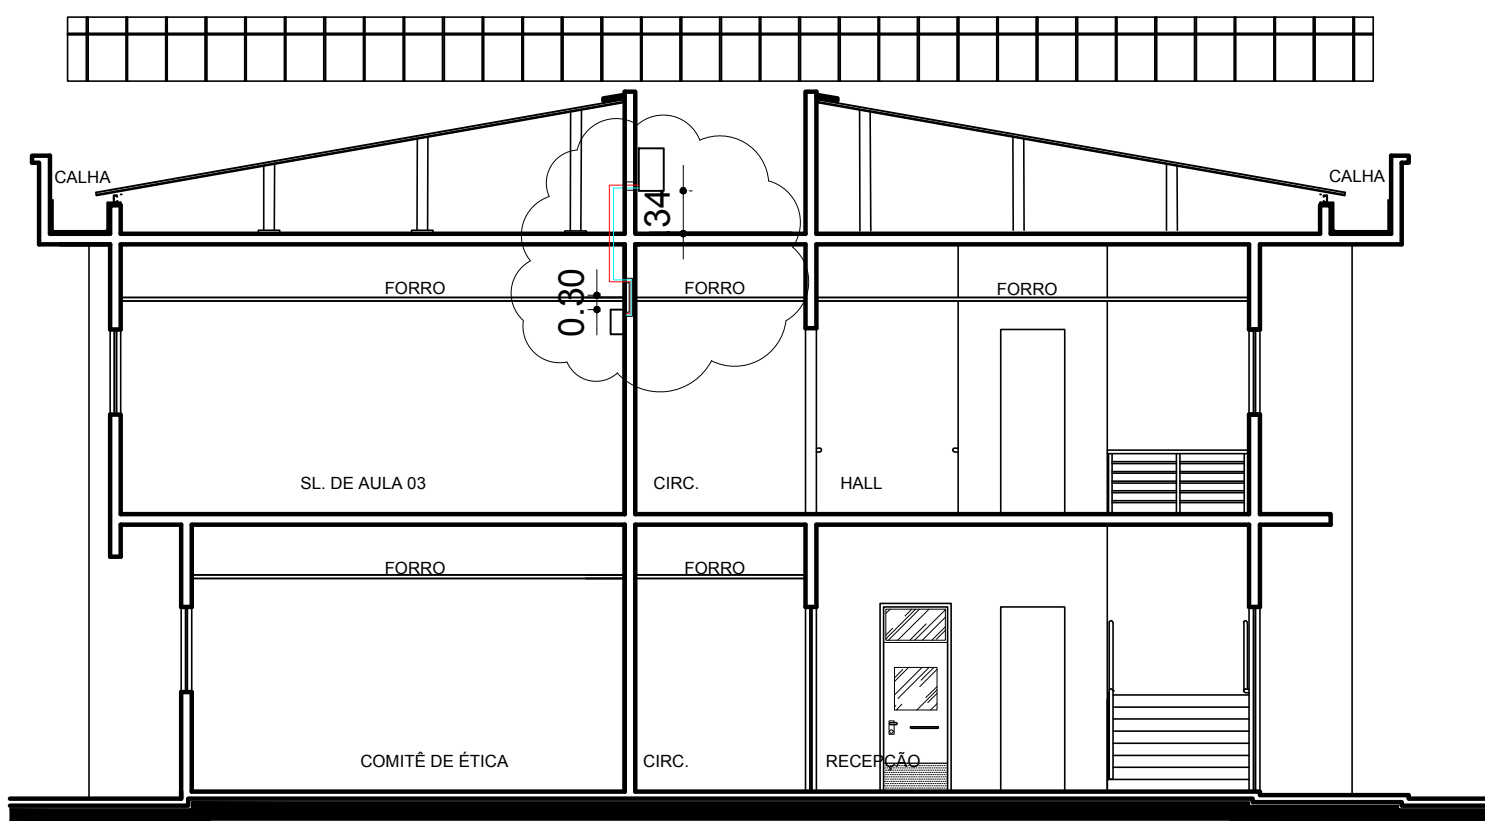 CALHA
CALHA
34
FORRO
FORRO
FORRO
0.30
SL. DE AULA 03
CIRC.
HALL
FORRO
FORRO
COMITÊ DE ÉTICA
CIRC.
RECEPÇÃO